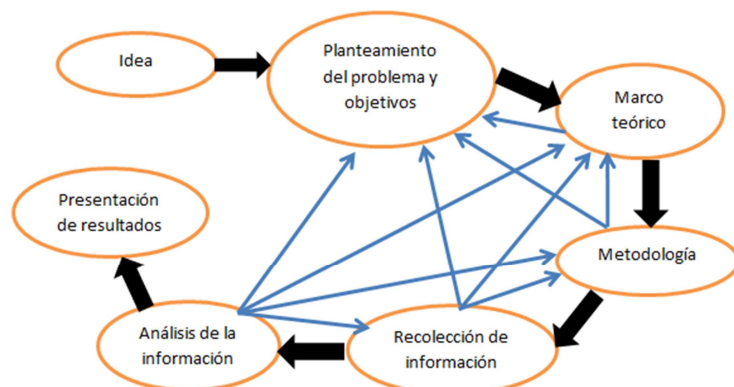 Idea
Planteamiento
del problema y
objetivos
Marco
teórico
Metodología
Recolección de
información
Análisis de la
información
Presentación
de resultados